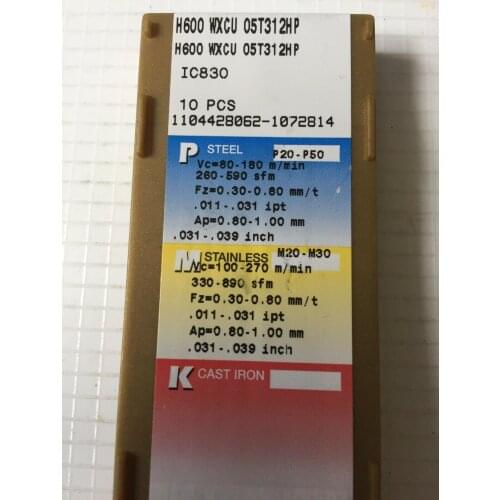 H600 WXCU 05T312HP
H600 WXCU 05T312HP
IC830
10 PCS
1104428062-1072814
P STEEL P20-P50
Vc=80-180 m/min
260-590 sfm
Fz=0.30-0.80 mm/t
.011-.031 ipt
Ap=0.80-1.00 mm
.031-.039 inch
M STAINLESS M20-M30
Vc=100-270 m/min
330-890 sfm
Fz=0.30-0.80 mm/t
.011-.031 ipt
Ap=0.80-1.00 mm
.031-.039 inch
K CAST IRON